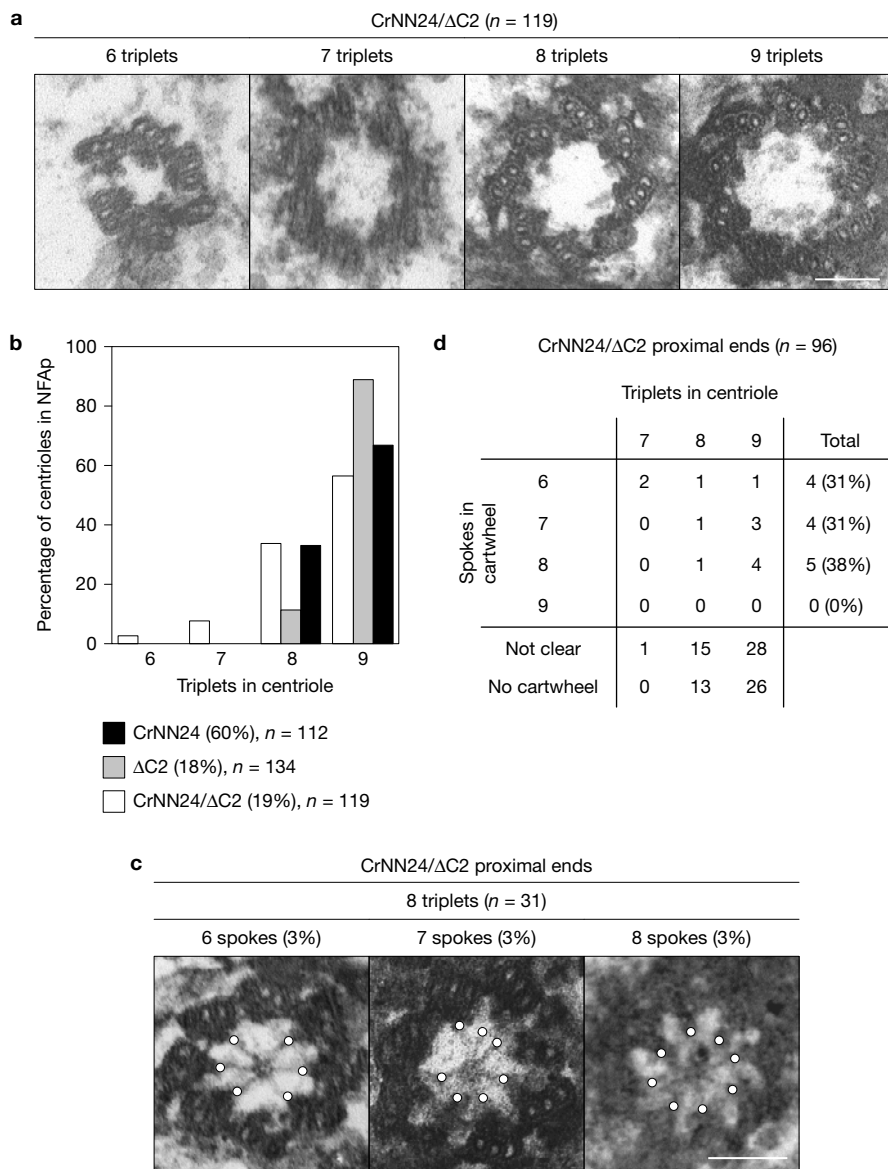 a
CrNN24/ΔC2 (n = 119)
6 triplets 7 triplets 8 triplets 9 triplets
b
Percentage of centrioles in NFAp
100
80
60
40
20
0
6 7 8 9
Triplets in centriole
CrNN24 (60%), n = 112
ΔC2 (18%), n = 134
CrNN24/ΔC2 (19%), n = 119
d
CrNN24/ΔC2 proximal ends (n = 96)
Triplets in centriole
7 8 9 Total
Spokes in
cartwheel
6 2 1 1 4 (31%)
7 0 1 3 4 (31%)
8 0 1 4 5 (38%)
9 0 0 0 0 (0%)
Not clear 1 15 28
No cartwheel 0 13 26
c
CrNN24/ΔC2 proximal ends
8 triplets (n = 31)
6 spokes (3%) 7 spokes (3%) 8 spokes (3%)